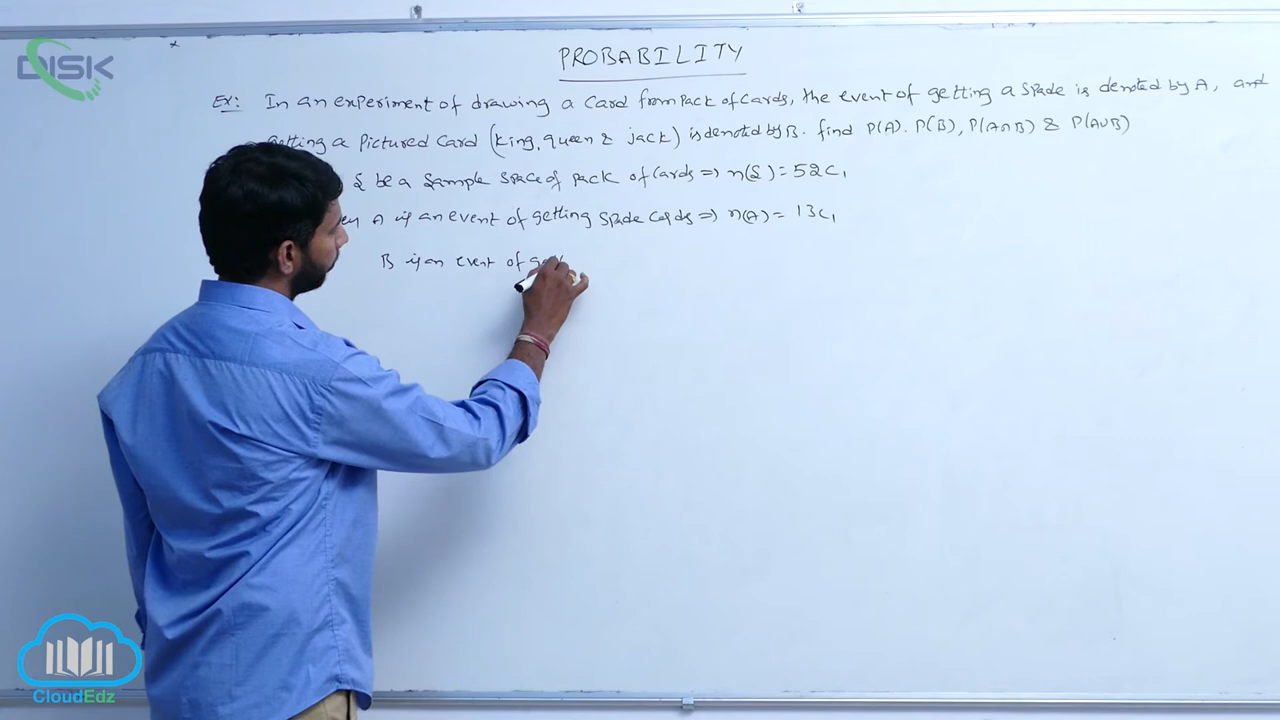 DISK
PROBABILITY
Ex: In an experiment of drawing a Card from Pack of Cards, the event of getting a Spade is denoted by A, and
getting a Pictured Card (king, queen & jack) is denoted by B. find P(A). P(B), P(A∩B) & P(A∪B)
S be a Sample Space of pack of Cards ⇒ n(S) = 52C₁
A is an event of getting Spade Cards ⇒ n(A) = 13C₁
B is an event of
CloudEdz